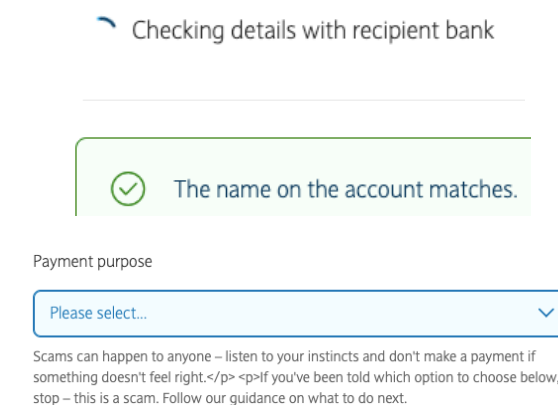 Checking details with recipient bank
The name on the account matches.
Payment purpose
Please select...
Scams can happen to anyone – listen to your instincts and don't make a payment if
something doesn't feel right.</p> <p>If you've been told which option to choose below,
stop – this is a scam. Follow our guidance on what to do next.